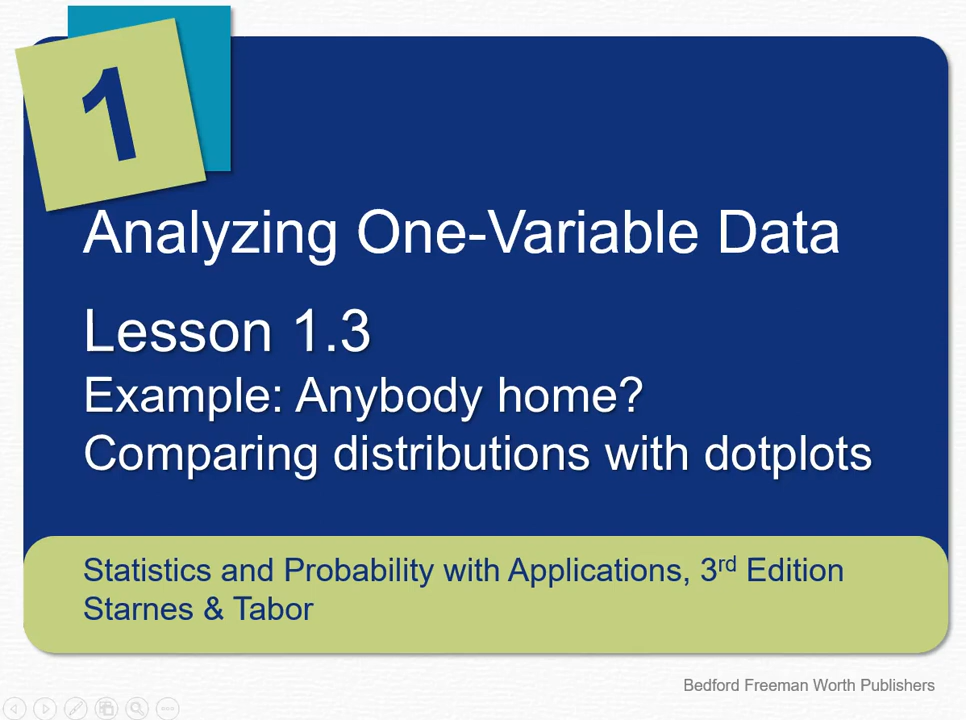 1
Analyzing One-Variable Data
Lesson 1.3
Example: Anybody home?
Comparing distributions with dotplots
Statistics and Probability with Applications, 3rd Edition
Starnes & Tabor
Bedford Freeman Worth Publishers